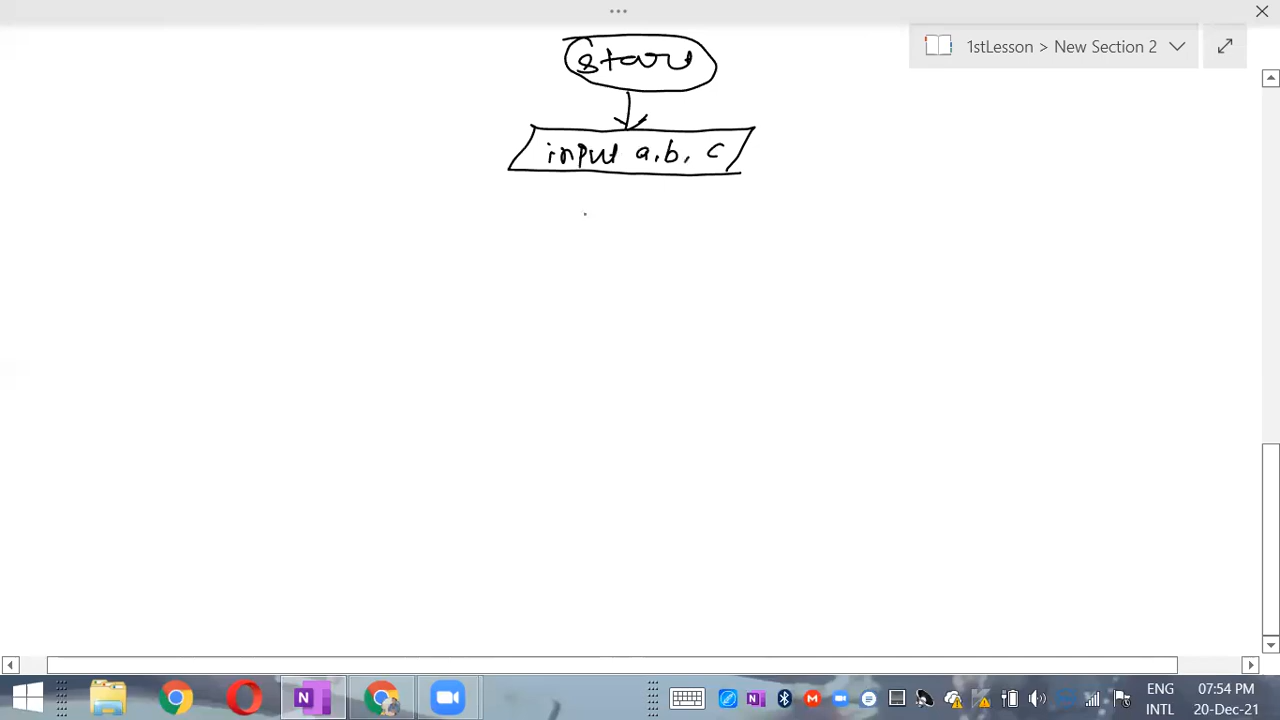 1stLesson > New Section 2
start
input a, b, c
ENG
INTL
07:54 PM
20-Dec-21